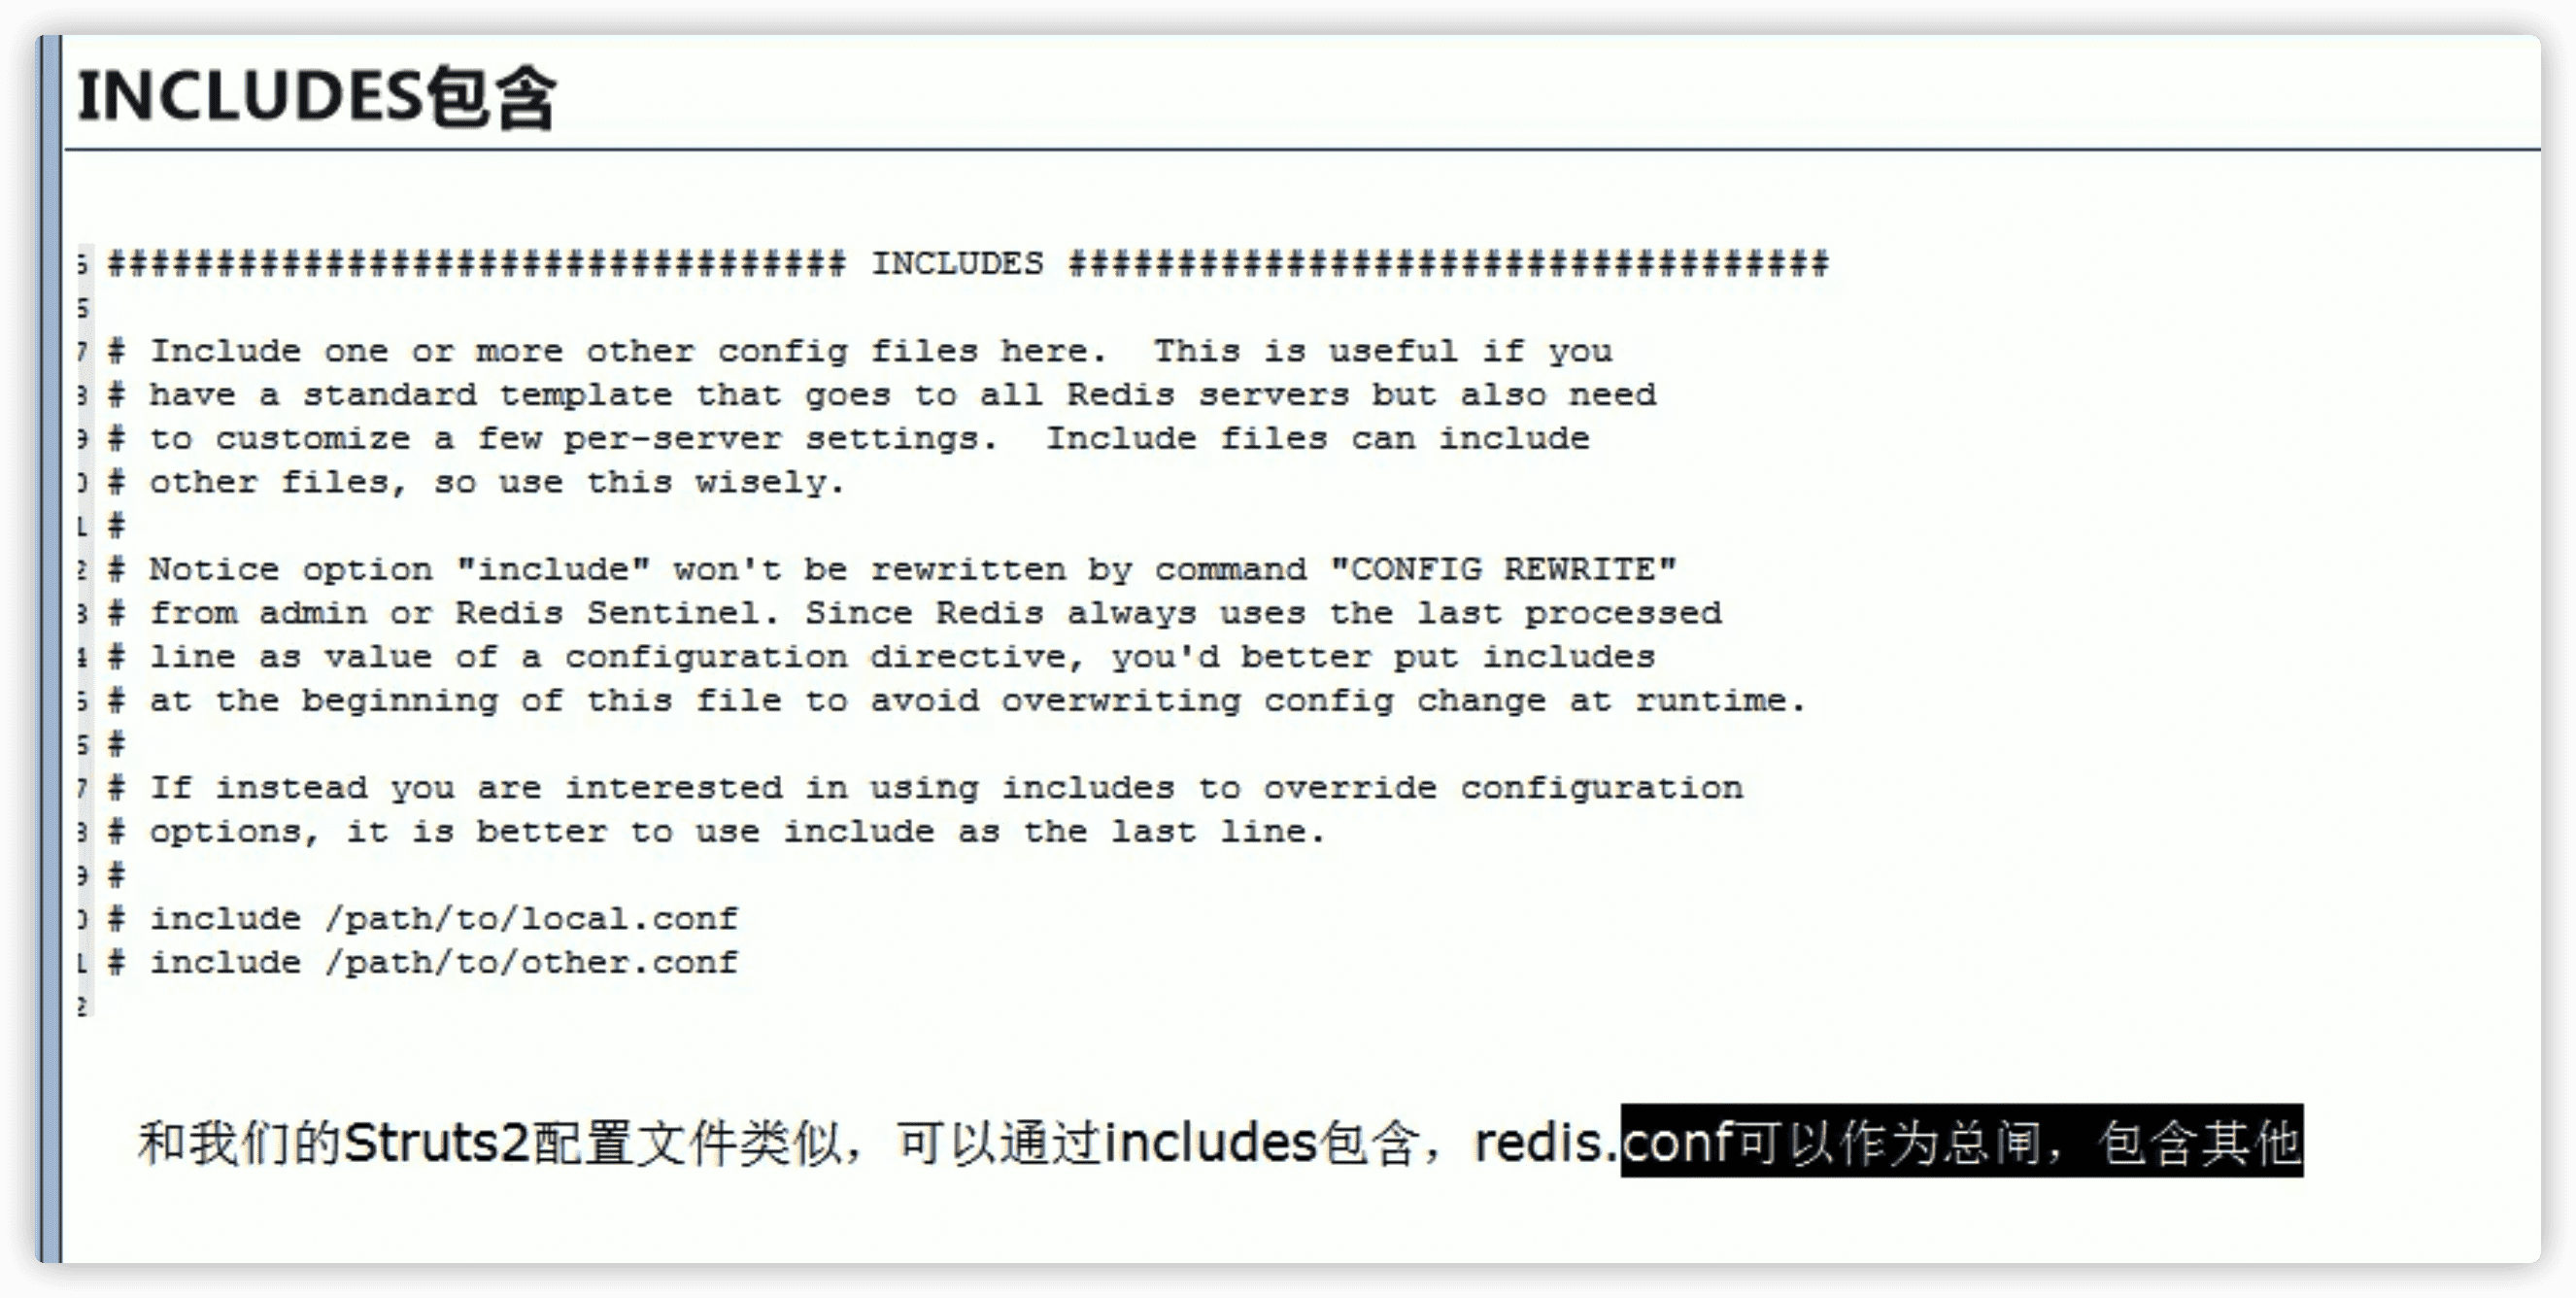 INCLUDES包含
5 ################################## INCLUDES ###################################
6
7 # Include one or more other config files here.  This is useful if you
8 # have a standard template that goes to all Redis servers but also need
9 # to customize a few per-server settings.  Include files can include
0 # other files, so use this wisely.
1 #
2 # Notice option "include" won't be rewritten by command "CONFIG REWRITE"
3 # from admin or Redis Sentinel. Since Redis always uses the last processed
4 # line as value of a configuration directive, you'd better put includes
5 # at the beginning of this file to avoid overwriting config change at runtime.
6 #
7 # If instead you are interested in using includes to override configuration
8 # options, it is better to use include as the last line.
9 #
0 # include /path/to/local.conf
1 # include /path/to/other.conf
2
和我们的Struts2配置文件类似，可以通过includes包含，redis.conf可以作为总闸，包含其他